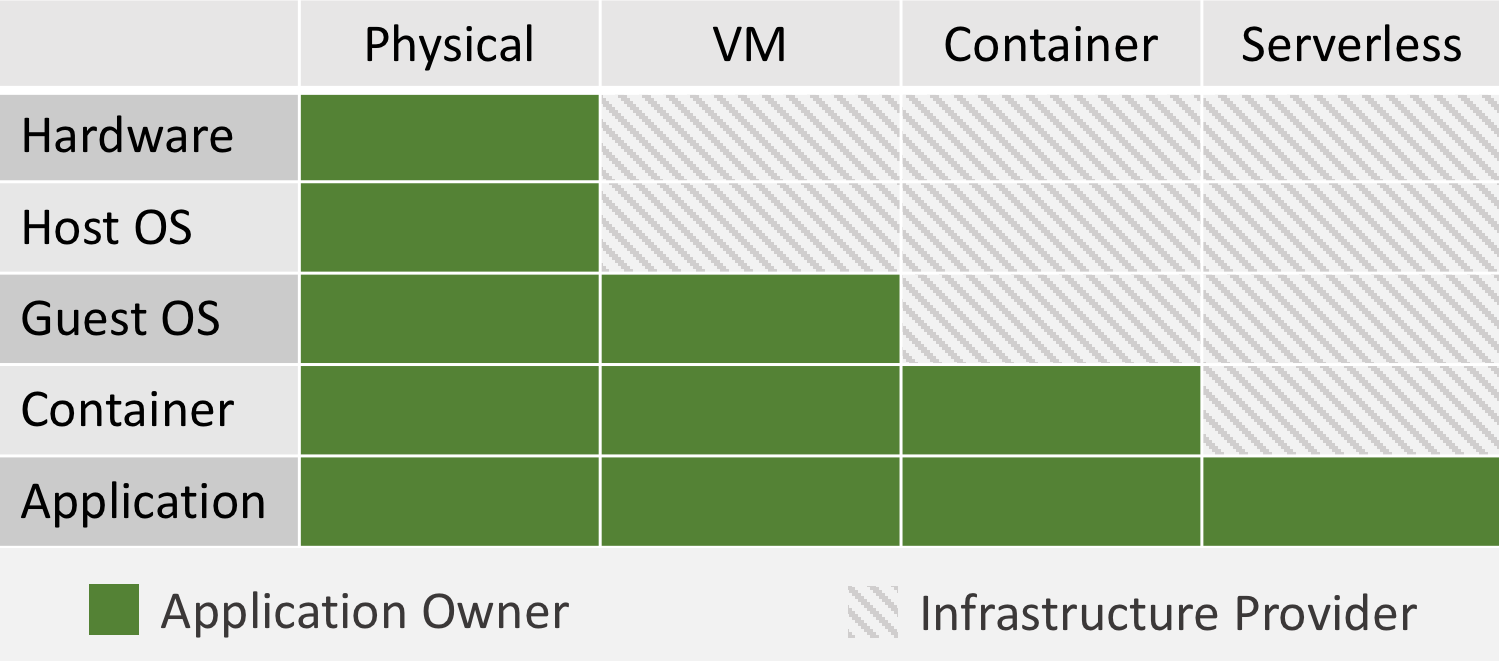 Physical VM Container Serverless
Hardware
Host OS
Guest OS
Container
Application
Application Owner Infrastructure Provider